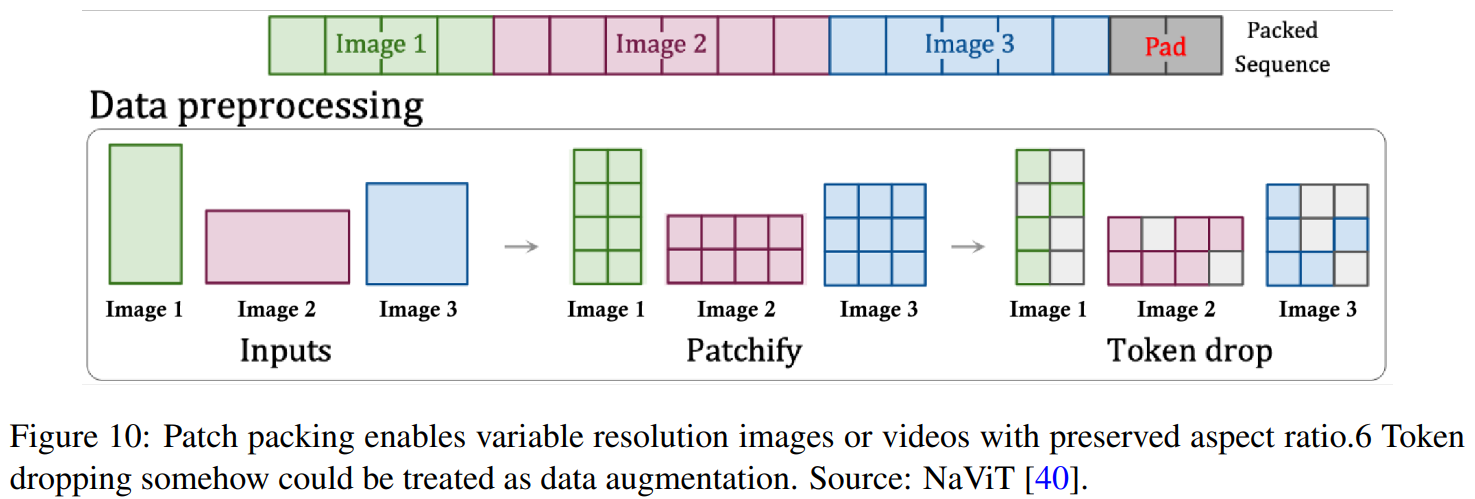 Image 1 Image 2 Image 3 Pad Packed
Sequence
Data preprocessing
Image 1 Image 2 Image 3 Image 1 Image 2 Image 3 Image 1 Image 2 Image 3
Inputs Patchify Token drop
Figure 10: Patch packing enables variable resolution images or videos with preserved aspect ratio.6 Token
dropping somehow could be treated as data augmentation. Source: NaViT [40].